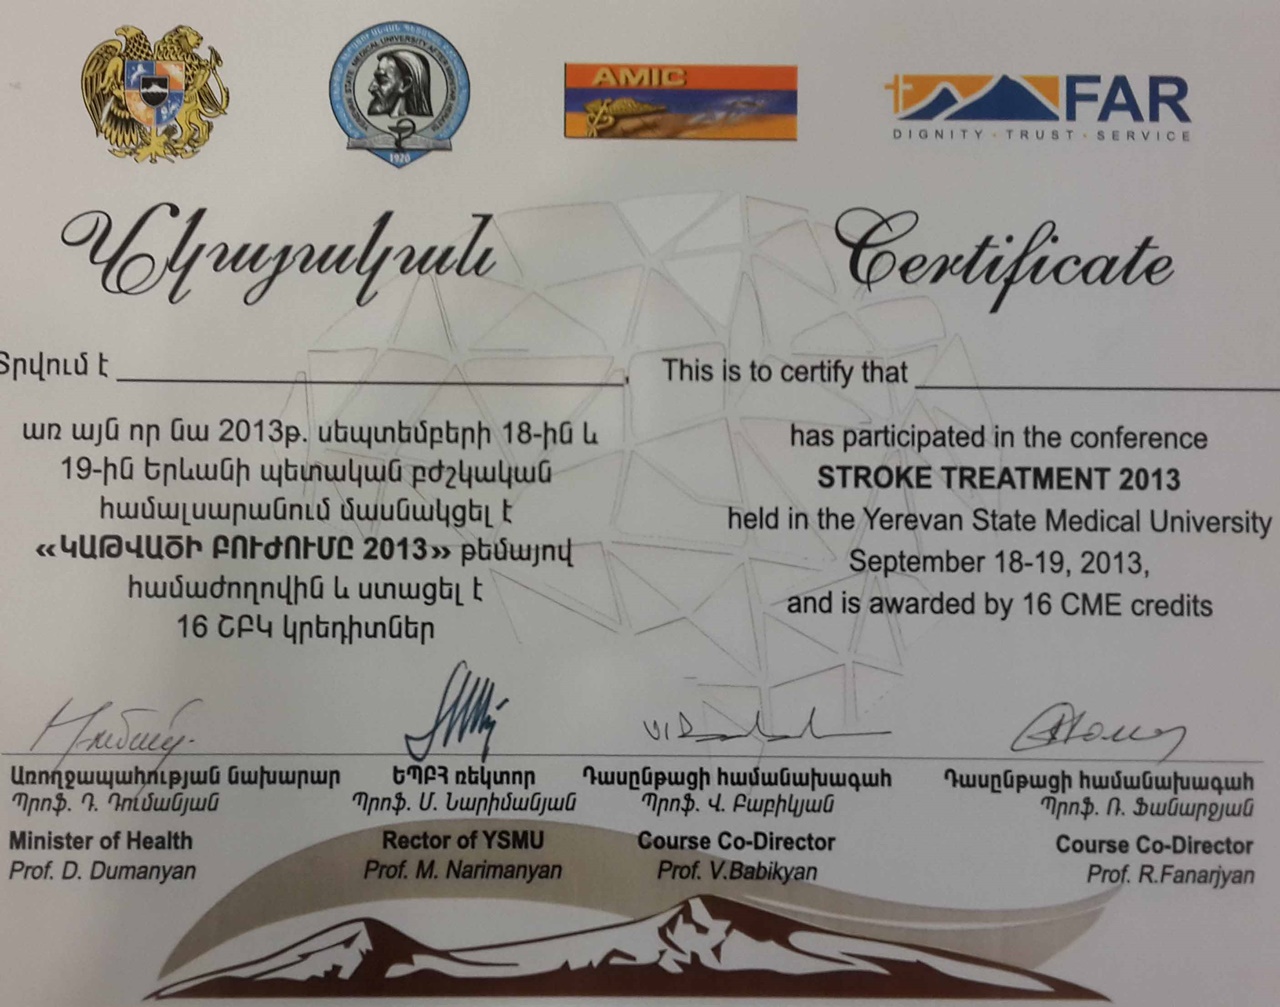 AMIC
FAR
DIGNITY · TRUST · SERVICE
1920
Վկայական
Certificate
Տրվում է ,
առ այն որ նա 2013թ. սեպտեմբերի 18-ին և
19-ին Երևանի պետական բժշկական
համալսարանում մասնակցել է
«ԿԱԹՎԱԾԻ ԲՈՒԺՈՒՄԸ 2013» թեմայով
համաժողովին և ստացել է
16 ՇԲԿ կրեդիտներ
This is to certify that
has participated in the conference
STROKE TREATMENT 2013
held in the Yerevan State Medical University
September 18-19, 2013,
and is awarded by 16 CME credits
Առողջապահության նախարար
Պրոֆ. Դ. Դումանյան
Minister of Health
Prof. D. Dumanyan
ԵՊԲՀ ռեկտոր
Պրոֆ. Մ. Նարիմանյան
Rector of YSMU
Prof. M. Narimanyan
Դասընթացի համանախագահ
Պրոֆ. Վ. Բաբիկյան
Course Co-Director
Prof. V.Babikyan
Դասընթացի համանախագահ
Պրոֆ. Ռ. Ֆանարջյան
Course Co-Director
Prof. R.Fanarjyan